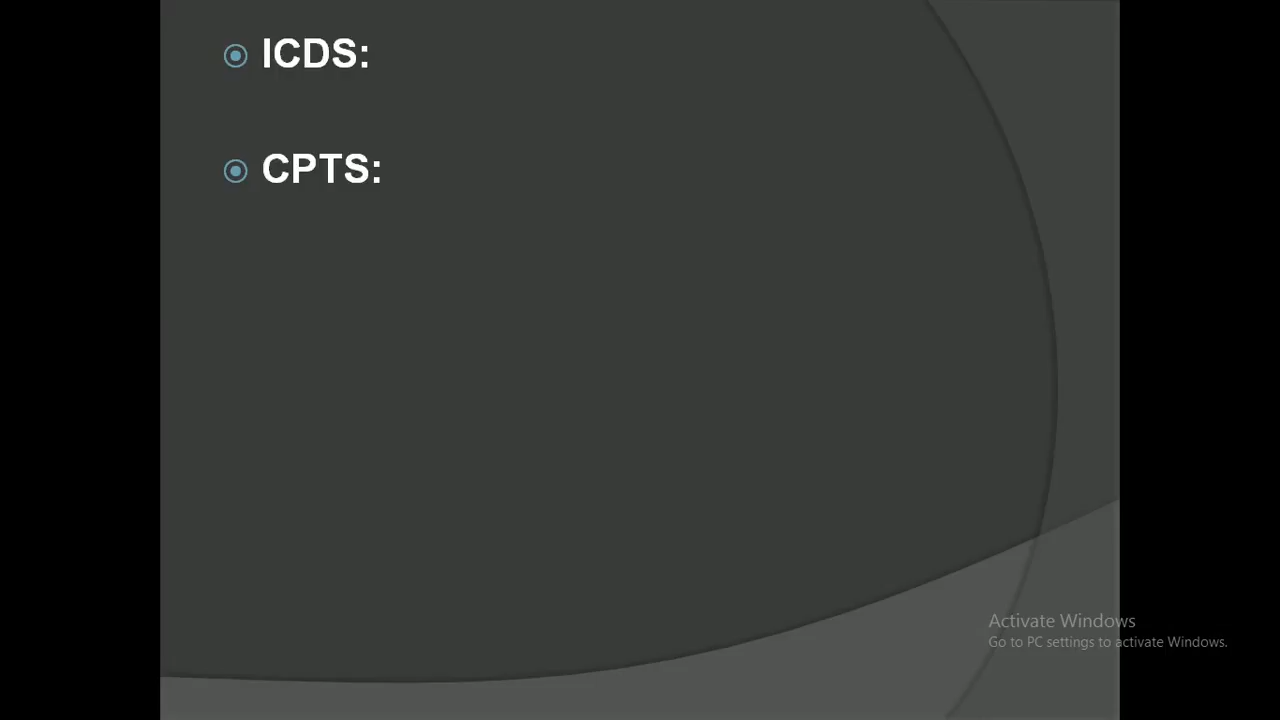 ICDS:
CPTS:
Activate Windows
Go to PC settings to activate Windows.